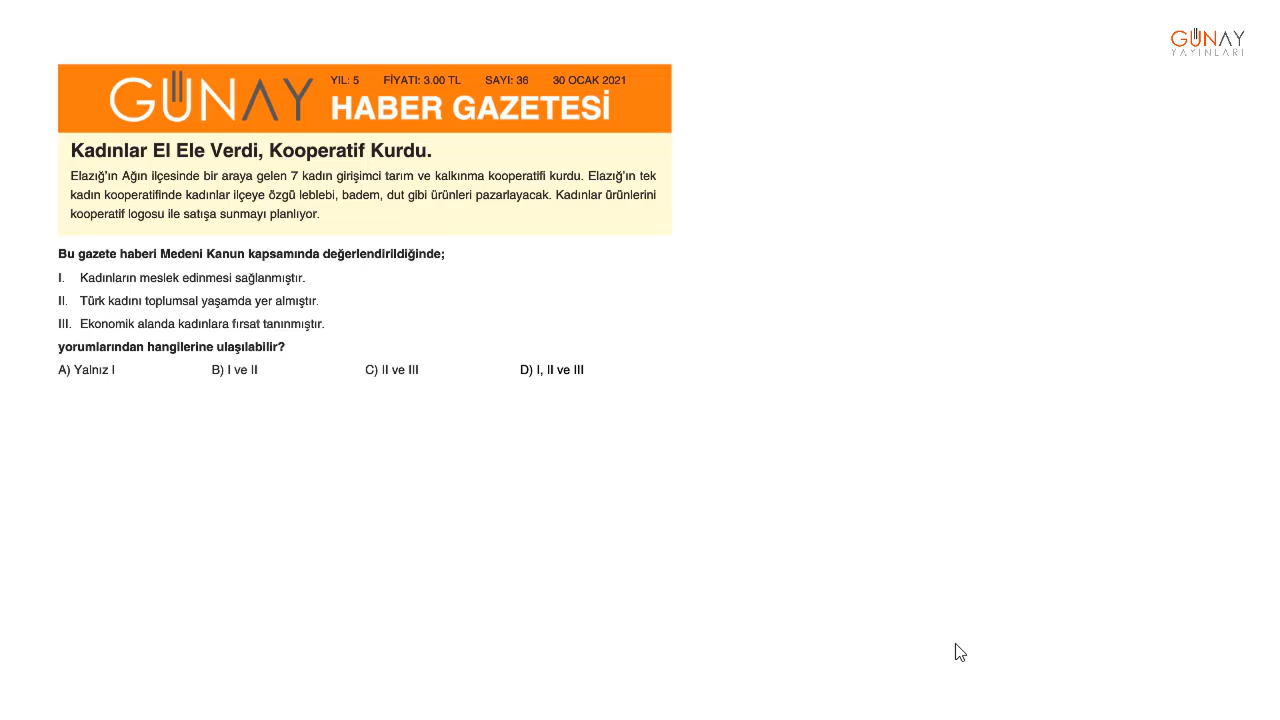 GÜNAY
YAYINLARI
GÜNAY
YIL: 5 FİYATI: 3.00 TL SAYI: 36 30 OCAK 2021
HABER GAZETESİ
Kadınlar El Ele Verdi, Kooperatif Kurdu.
Elazığ'ın Ağın ilçesinde bir araya gelen 7 kadın girişimci tarım ve kalkınma kooperatifi kurdu. Elazığ'ın tek
kadın kooperatifinde kadınlar ilçeye özgü leblebi, badem, dut gibi ürünleri pazarlayacak. Kadınlar ürünlerini
kooperatif logosu ile satışa sunmayı planlıyor.
Bu gazete haberi Medeni Kanun kapsamında değerlendirildiğinde;
I. Kadınların meslek edinmesi sağlanmıştır.
II. Türk kadını toplumsal yaşamda yer almıştır.
III. Ekonomik alanda kadınlara fırsat tanınmıştır.
yorumlarından hangilerine ulaşılabilir?
A) Yalnız I B) I ve II C) II ve III D) I, II ve III